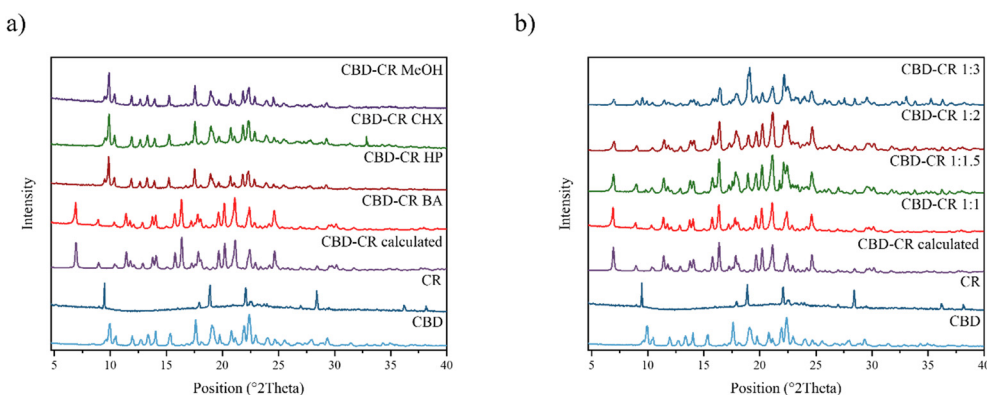 a)
CBD-CR MeOH
CBD-CR CHX
CBD-CR HP
CBD-CR BA
CBD-CR calculated
CR
CBD
Intensity
5 10 15 20 25 30 35 40
Position (°2Theta)
b)
CBD-CR 1:3
CBD-CR 1:2
CBD-CR 1:1.5
CBD-CR 1:1
CBD-CR calculated
CR
CBD
Intensity
5 10 15 20 25 30 35 40
Position (°2Theta)